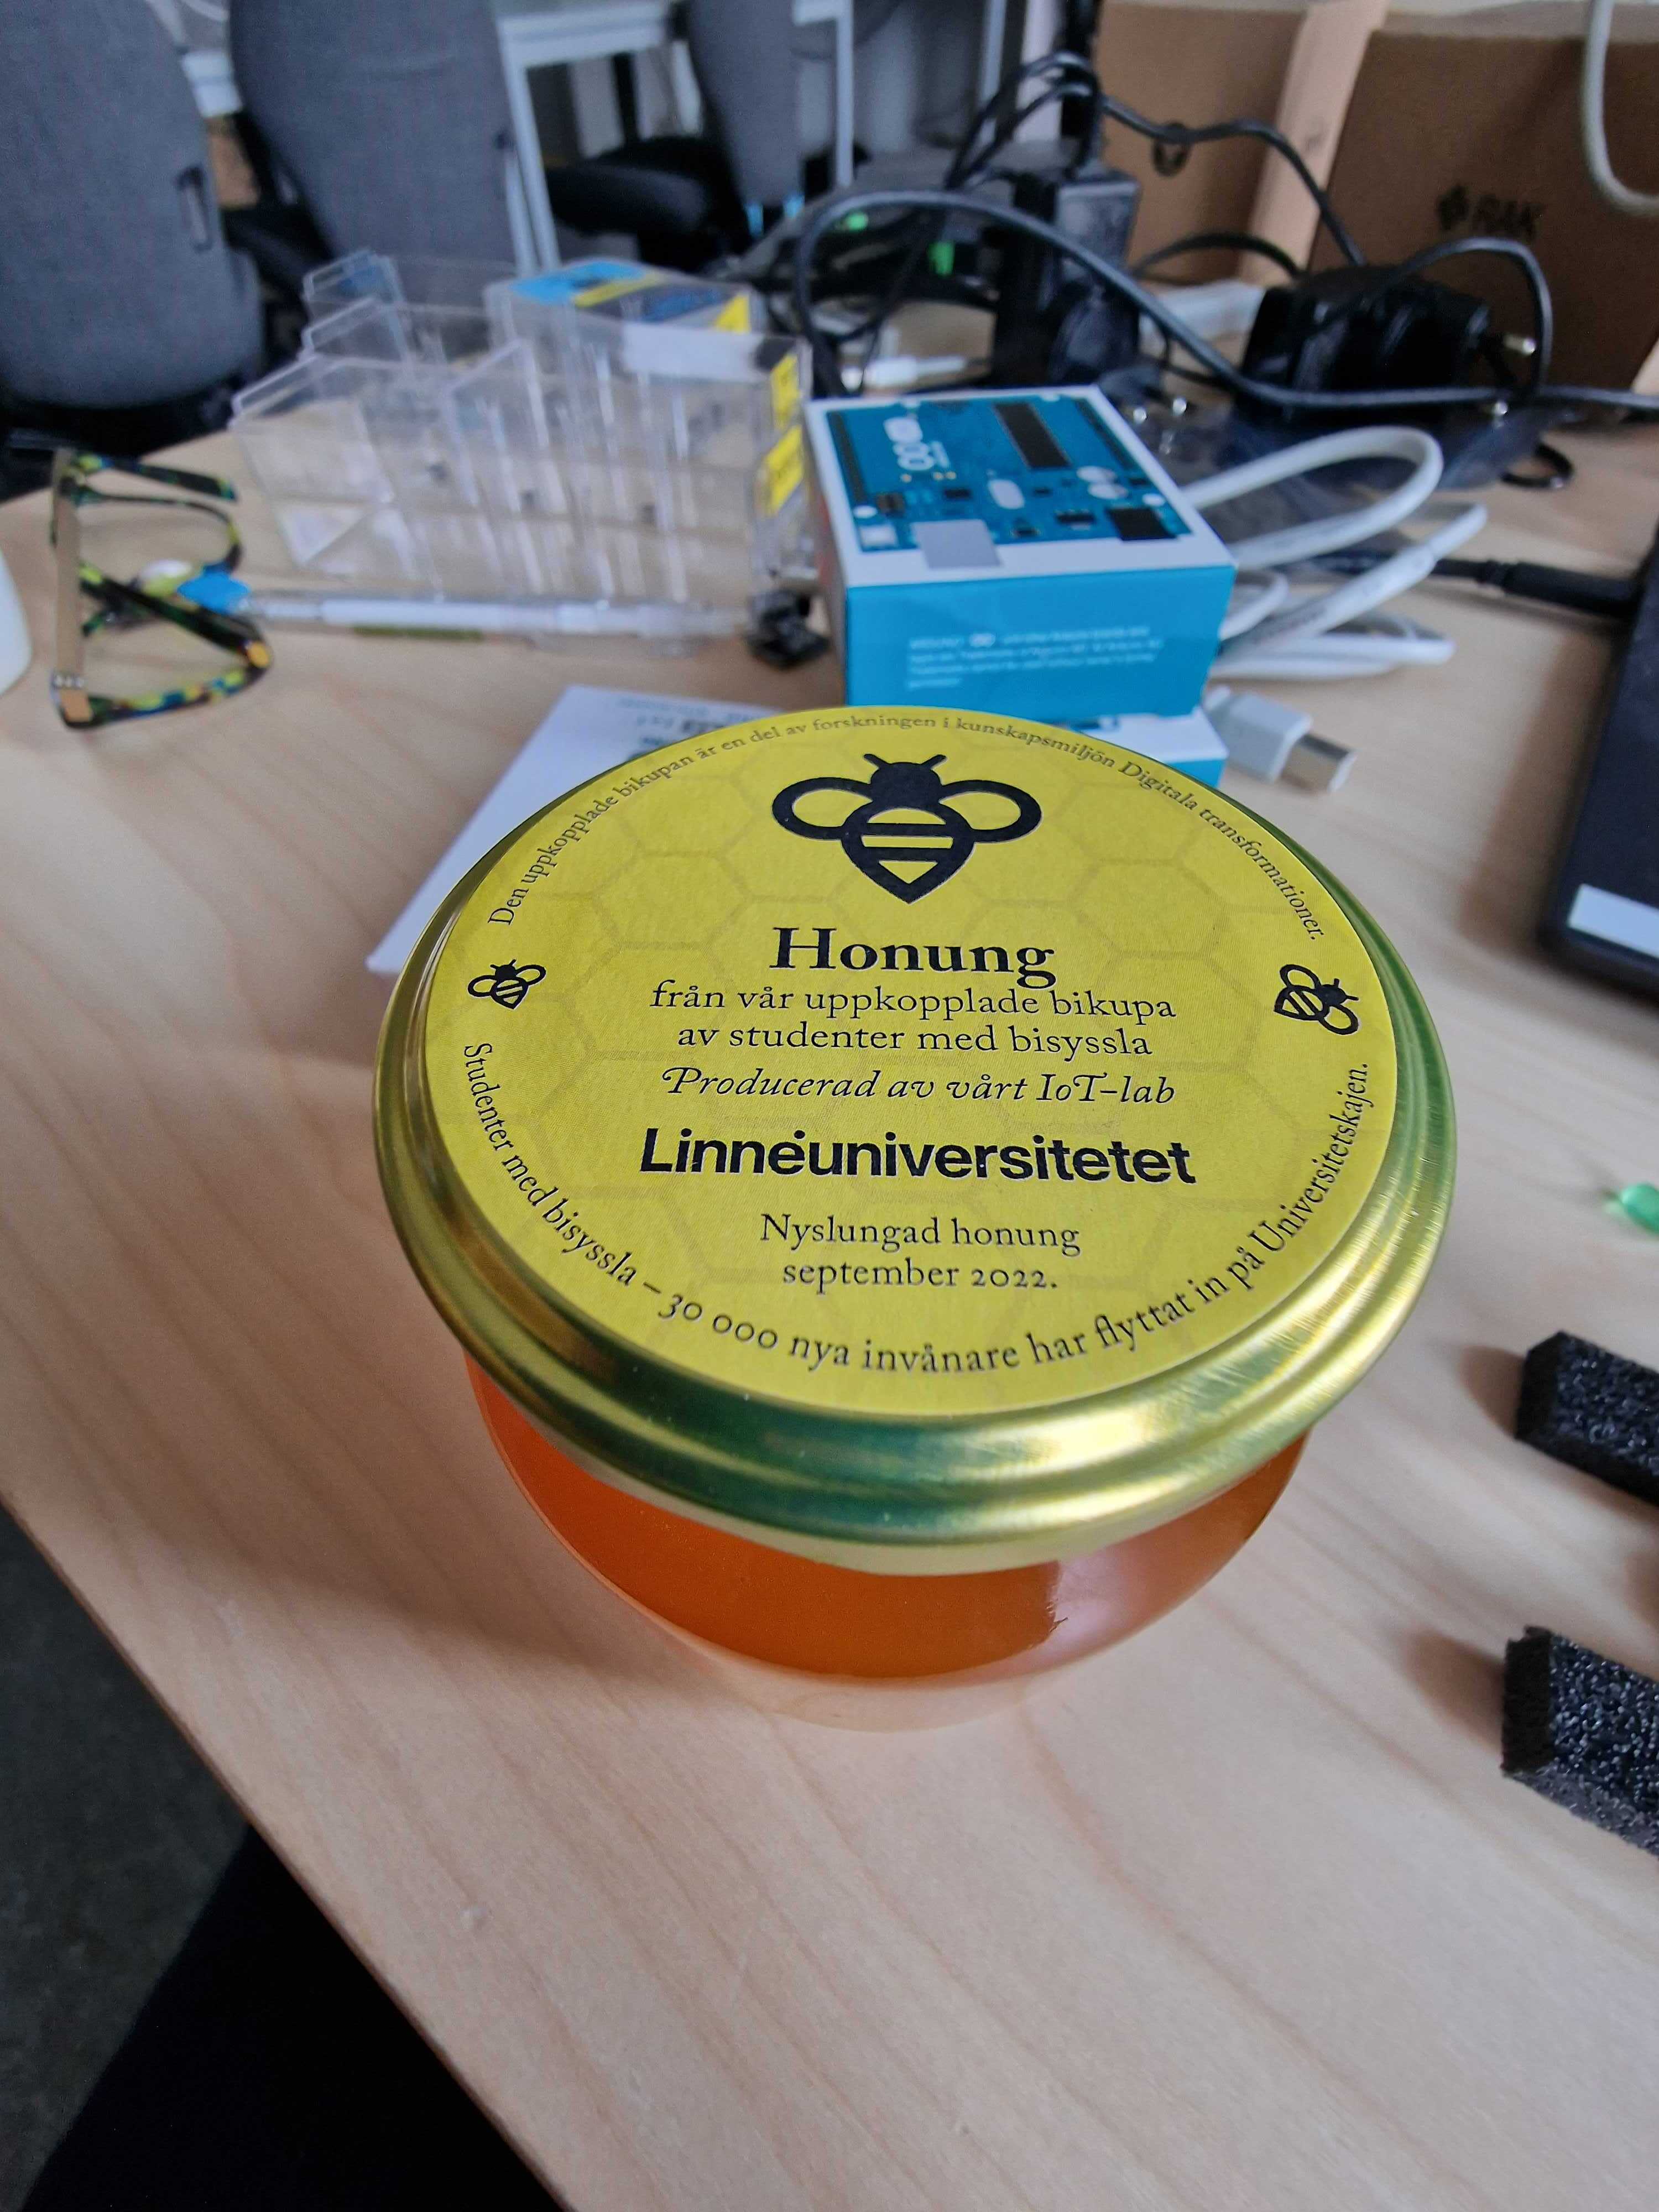 RAK
Den uppkopplade bikupan är en del av forskningen i kunskapsmiljön Digitala transformationer.
Honung
från vår uppkopplade bikupa
av studenter med bisyssla
Producerad av vårt IoT-lab
Linnéuniversitetet
Nyslungad honung
september 2022.
Studenter med bisyssla – 30 000 nya invånare har flyttat in på Universitetskajen.